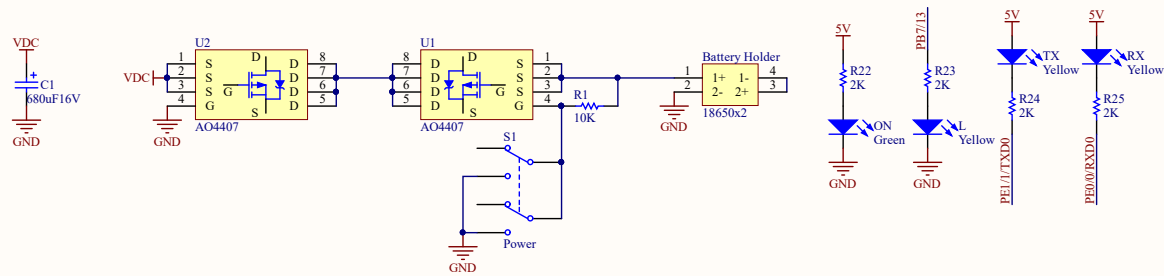 VDC
C1
680uF16V
GND
U2
VDC
1 S D 8
2 S D 7
3 S D 6
4 G D 5
D
G
S
AO4407
GND
U1
8 D S 1
7 D S 2
6 D S 3
5 D G 4
D
G
S
AO4407
R1
10K
S1
Power
GND
Battery Holder
1 1+ 1- 4
2 2- 2+ 3
18650x2
GND
5V
R22
2K
ON
Green
GND
PB7/13
R23
2K
L
Yellow
GND
5V
TX
Yellow
R24
2K
PE1/1/TXD0
5V
RX
Yellow
R25
2K
PE0/0/RXD0